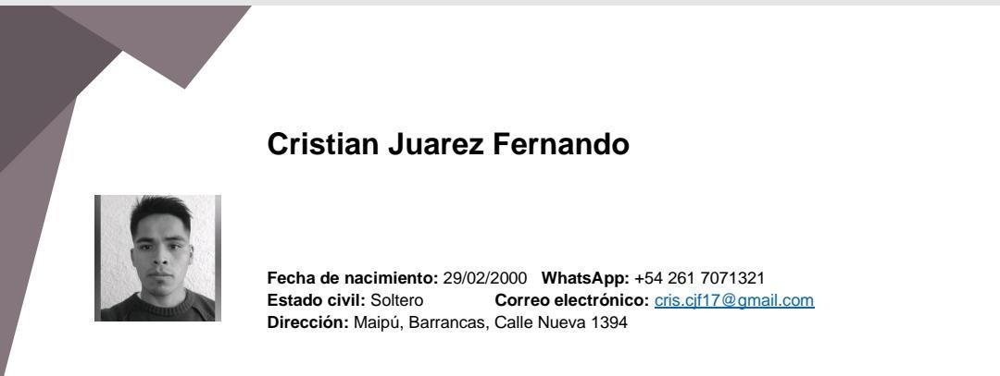 Cristian Juarez Fernando
Fecha de nacimiento: 29/02/2000 WhatsApp: +54 261 7071321
Estado civil: Soltero Correo electrónico: cris.cjf17@gmail.com
Dirección: Maipú, Barrancas, Calle Nueva 1394